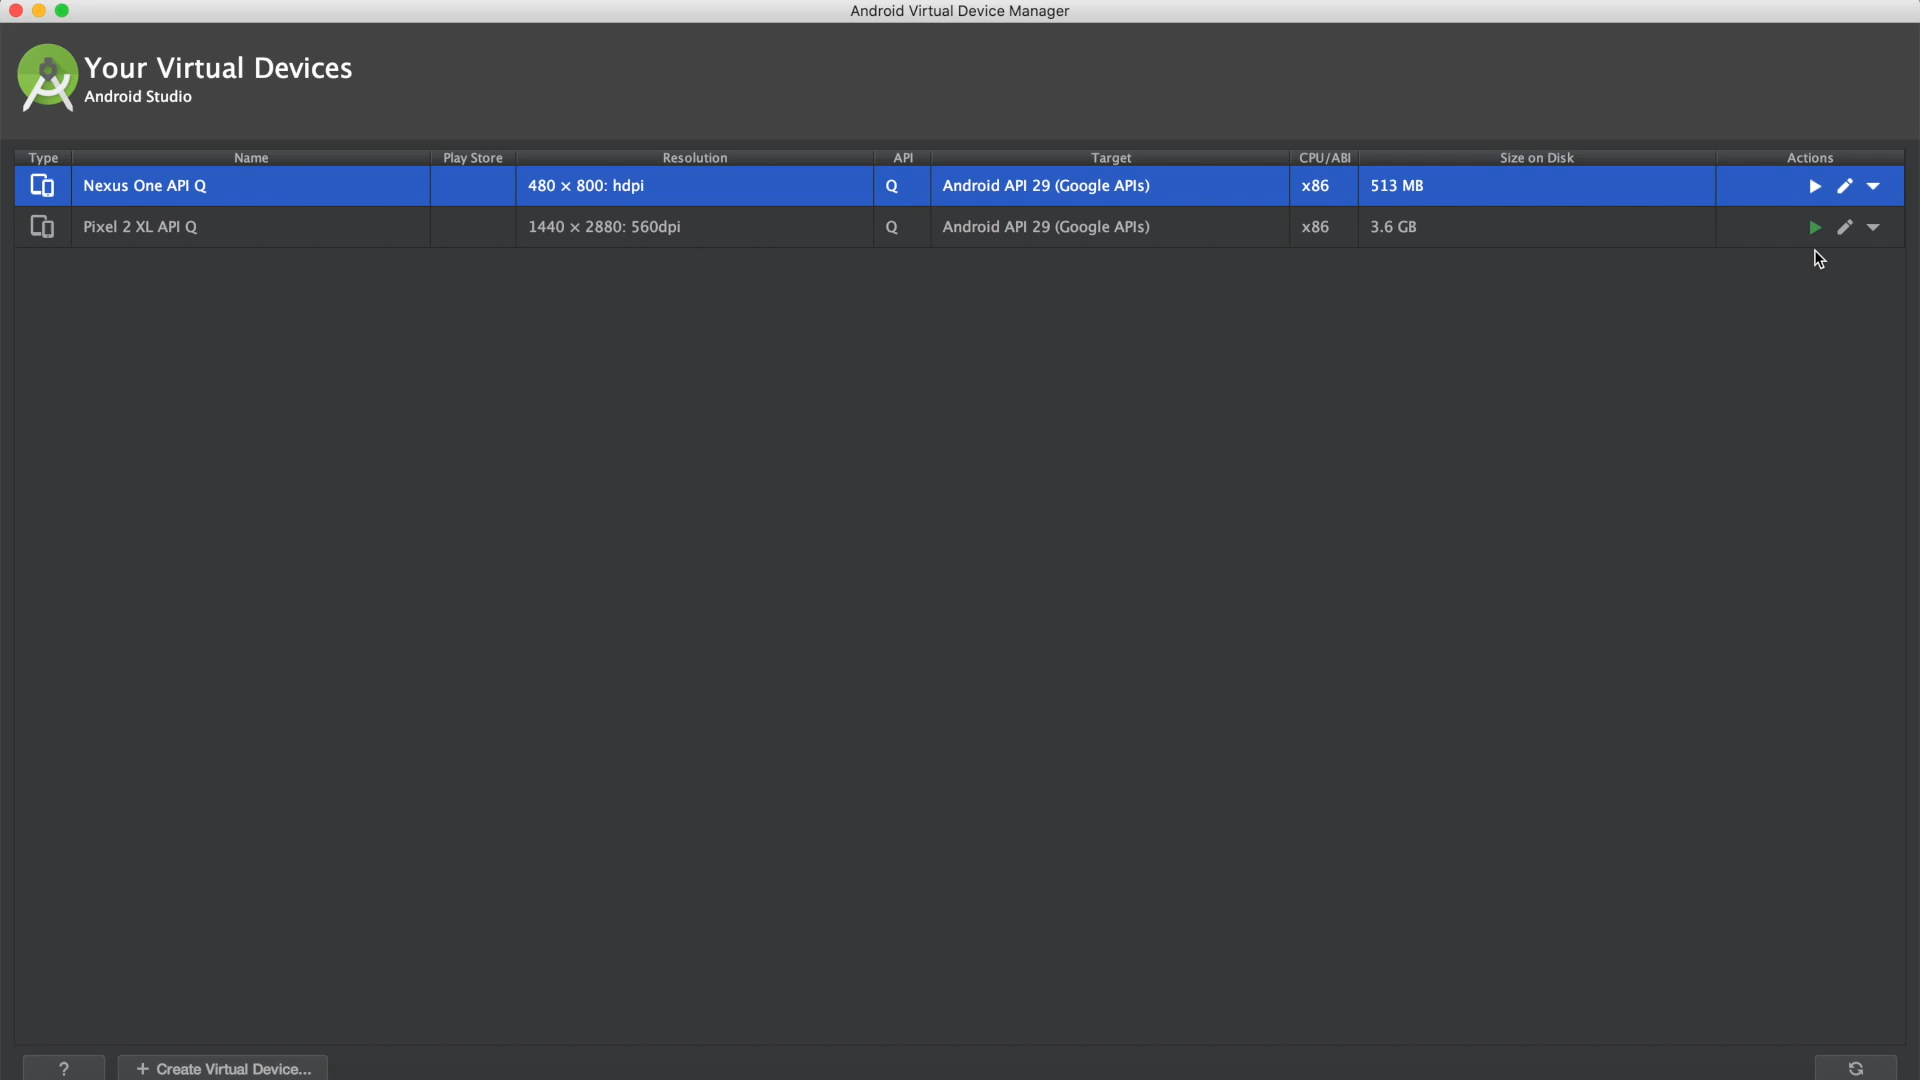 Android Virtual Device Manager
Your Virtual Devices
Android Studio
Type Name Play Store Resolution API Target CPU/ABI Size on Disk Actions
Nexus One API Q 480 × 800: hdpi Q Android API 29 (Google APIs) x86 513 MB
Pixel 2 XL API Q 1440 × 2880: 560dpi Q Android API 29 (Google APIs) x86 3.6 GB
? + Create Virtual Device...